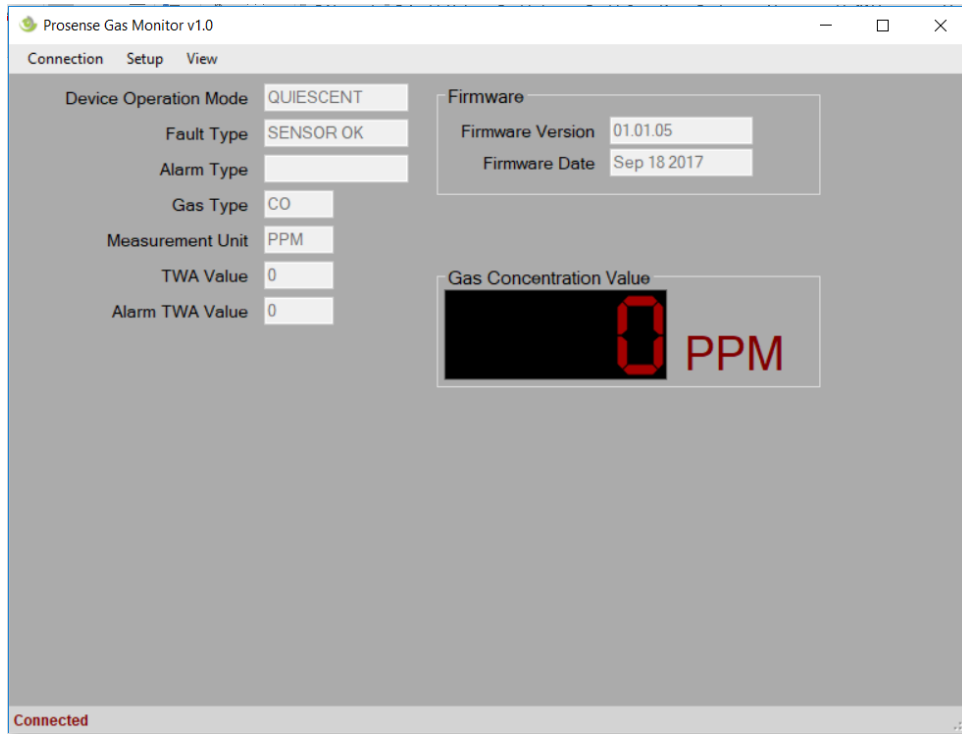 Prosense Gas Monitor v1.0
Connection Setup View
Device Operation Mode QUIESCENT
Fault Type SENSOR OK
Alarm Type
Gas Type CO
Measurement Unit PPM
TWA Value 0
Alarm TWA Value 0
Firmware
Firmware Version 01.01.05
Firmware Date Sep 18 2017
Gas Concentration Value
0 PPM
Connected